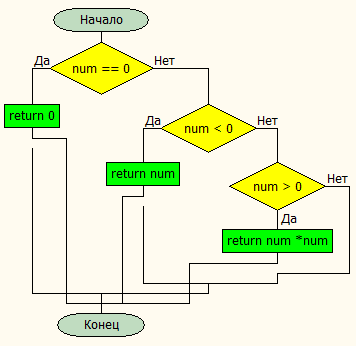 Начало
Да
Нет
num == 0
return 0
Да
Нет
num < 0
return num
Нет
num > 0
Да
return num *num
Конец